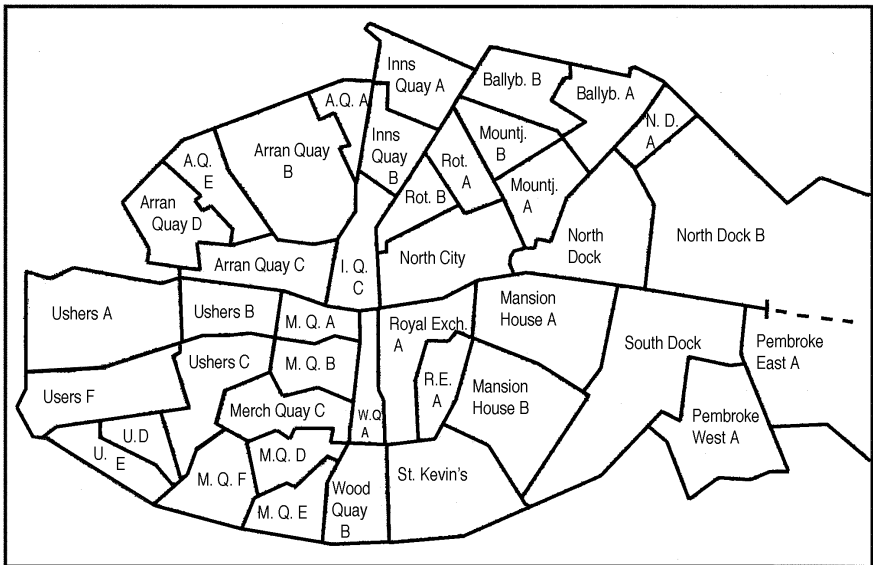 Inns
Quay A
Ballyb. B
Ballyb. A
A.Q. A
N. D.
A
Inns
Quay
B
Mountj.
B
Arran Quay
B
A.Q.
E
Rot.
A
Mountj.
A
Rot. B
Arran
Quay D
North
Dock
North Dock B
North City
Arran Quay C
I. Q.
C
Ushers A
Ushers B
M. Q. A
Royal Exch.
A
Mansion
House A
South Dock
Pembroke
East A
Ushers C
M. Q. B
R.E.
A
Mansion
House B
Users F
Merch Quay C
W.Q.
A
Pembroke
West A
U.D
U.
E
M. Q. D
M. Q. F
St. Kevin's
Wood
Quay
B
M. Q. E